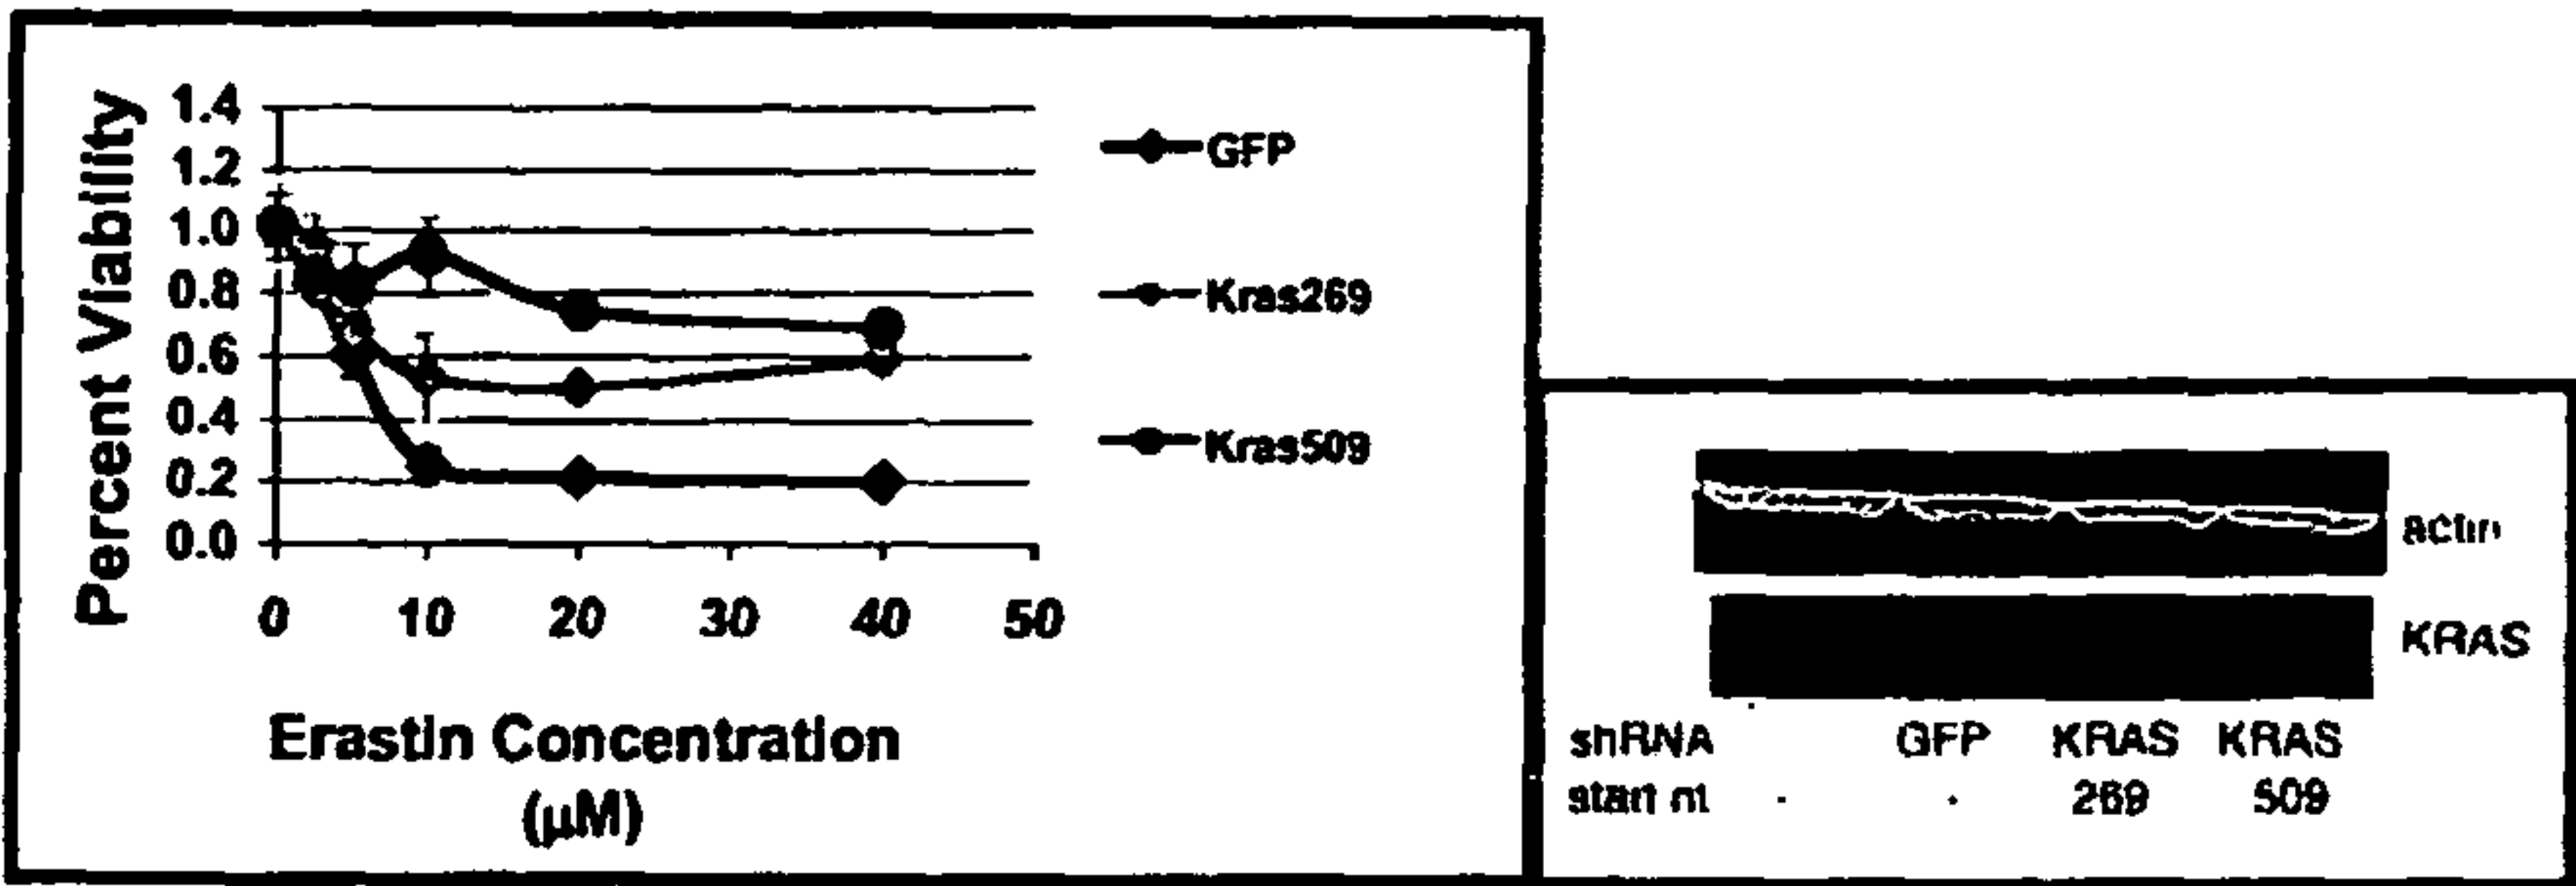 Percent Viability
1.4
1.2
1.0
0.8
0.6
0.4
0.2
0.0
0 10 20 30 40 50
Erastin Concentration
(µM)
GFP
Kras269
Kras509
actin
KRAS
shRNA GFP KRAS KRAS
start nt - - 269 509